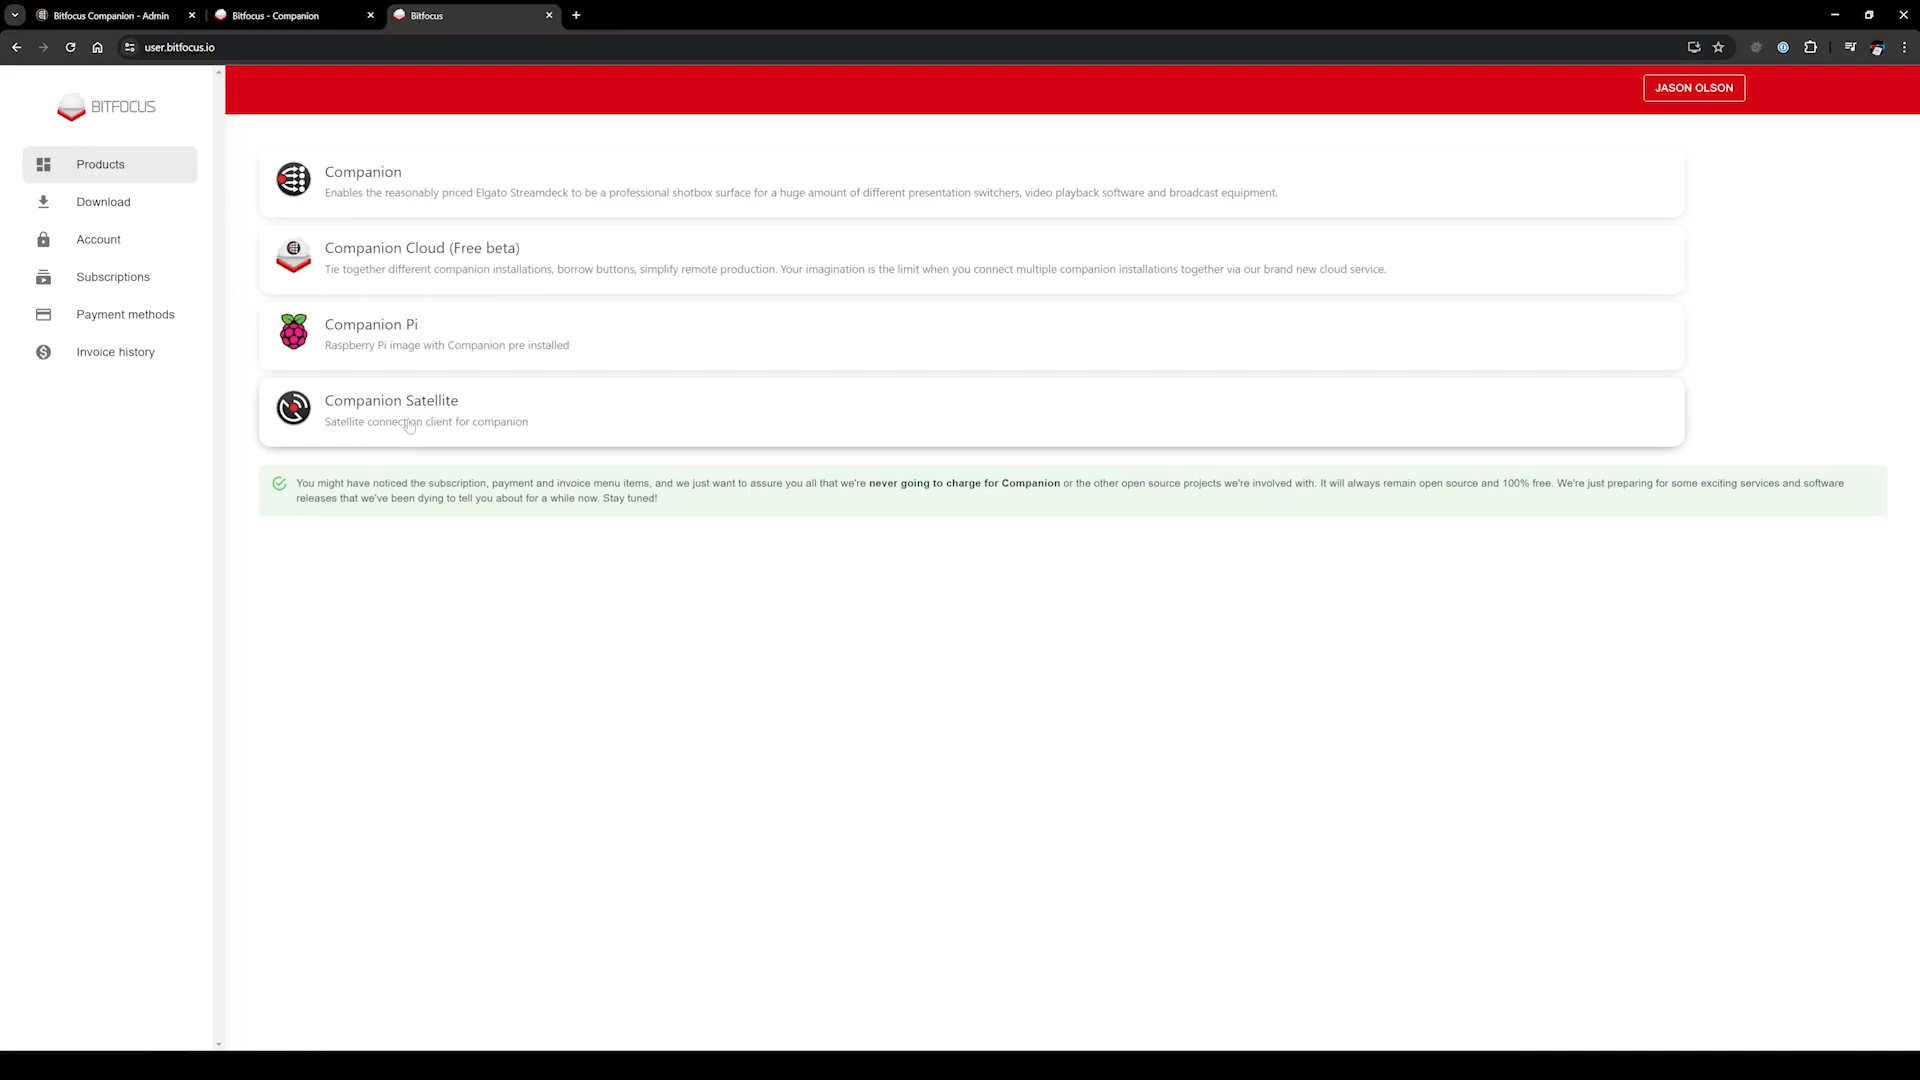 Bitfocus Companion - Admin
Bitfocus - Companion
Bitfocus
user.bitfocus.io
BITFOCUS
JASON OLSON
Products
Download
Account
Subscriptions
Payment methods
Invoice history
Companion
Enables the reasonably priced Elgato Streamdeck to be a professional shotbox surface for a huge amount of different presentation switchers, video playback software and broadcast equipment.
Companion Cloud (Free beta)
Tie together different companion installations, borrow buttons, simplify remote production. Your imagination is the limit when you connect multiple companion installations together via our brand new cloud service.
Companion Pi
Raspberry Pi image with Companion pre installed
Companion Satellite
Satellite connection client for companion
You might have noticed the subscription, payment and invoice menu items, and we just want to assure you all that we're never going to charge for Companion or the other open source projects we're involved with. It will always remain open source and 100% free. We're just preparing for some exciting services and software
releases that we've been dying to tell you about for a while now. Stay tuned!